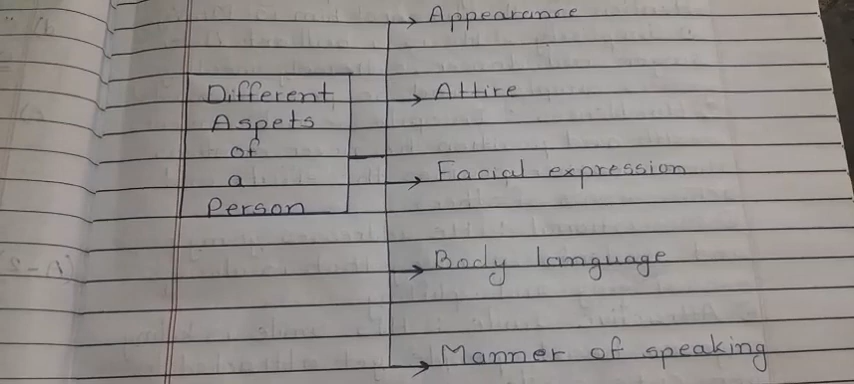 Appearance
Different
Attire
Aspets
of
a
Facial expression
Person
Body language
Manner of speaking